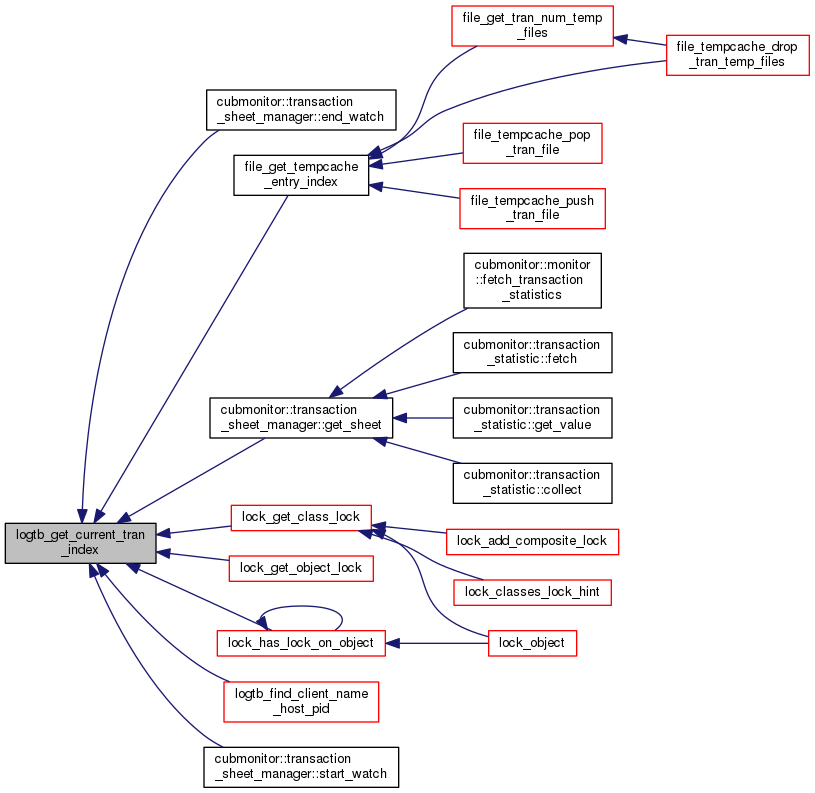 file_get_tran_num_temp
_files
file_tempcache_drop
_tran_temp_files
cubmonitor::transaction
_sheet_manager::end_watch
file_tempcache_pop
_tran_file
file_get_tempcache
_entry_index
file_tempcache_push
_tran_file
cubmonitor::monitor
::fetch_transaction
_statistics
cubmonitor::transaction
_statistic::fetch
cubmonitor::transaction
_sheet_manager::get_sheet
cubmonitor::transaction
_statistic::get_value
cubmonitor::transaction
_statistic::collect
logtb_get_current_tran
_index
lock_get_class_lock
lock_add_composite_lock
lock_get_object_lock
lock_classes_lock_hint
lock_has_lock_on_object
lock_object
logtb_find_client_name
_host_pid
cubmonitor::transaction
_sheet_manager::start_watch